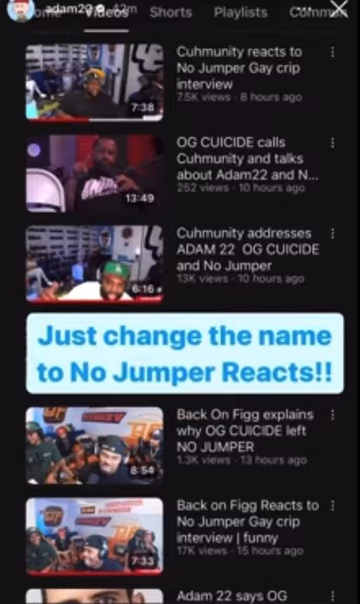 adam22 42m
Home Videos Shorts Playlists Commun
Cuhmunity reacts to
No Jumper Gay crip
interview
7.5K views · 8 hours ago
7:38
OG CUICIDE calls
Cuhmunity and talks
about Adam22 and N...
252 views · 10 hours ago
13:49
Cuhmunity addresses
ADAM 22 OG CUICIDE
and No Jumper
13K views · 10 hours ago
6:16
Just change the name
to No Jumper Reacts!!
Back On Figg explains
why OG CUICIDE left
NO JUMPER
1.3K views · 13 hours ago
8:54
Back on Figg Reacts to
No Jumper Gay crip
interview | funny
17K views · 15 hours ago
7:33
Adam 22 says OG